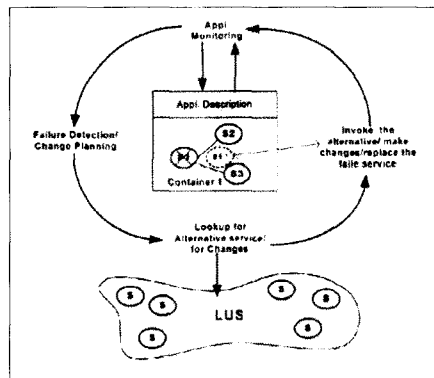 Appl
Monitoring
Appl. Description
Failure Detection/
Change Planning
S2
S3
Container 1
Invoke the
alternative/ make
changes/replace the
faile service
Lookup for
Alternative service/
for Changes
LUS
S
S
S
S
S
S
S